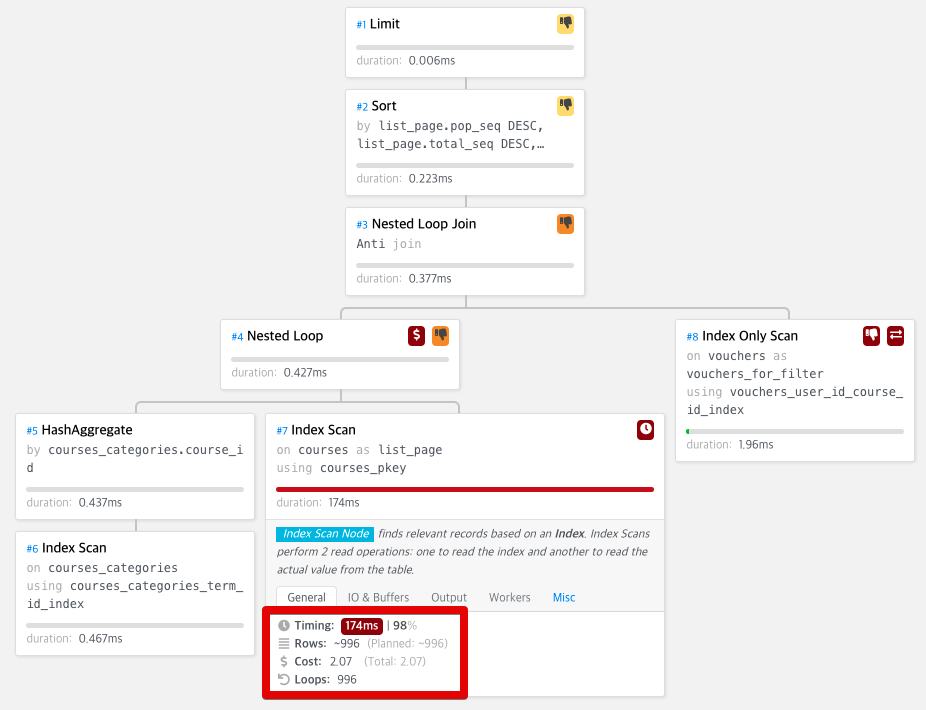 #1 Limit
duration: 0.006ms
#2 Sort
by list_page.pop_seq DESC,
list_page.total_seq DESC,…
duration: 0.223ms
#3 Nested Loop Join
Anti join
duration: 0.377ms
#4 Nested Loop
$
duration: 0.427ms
#8 Index Only Scan
on vouchers as
vouchers_for_filter
using vouchers_user_id_course_
id_index
duration: 1.96ms
#5 HashAggregate
by courses_categories.course_i
d
duration: 0.437ms
#7 Index Scan
on courses as list_page
using courses_pkey
duration: 174ms
Index Scan Node finds relevant records based on an Index. Index Scans
perform 2 read operations: one to read the index and another to read the
actual value from the table.
General IO & Buffers Output Workers Misc
Timing: 174ms | 98%
Rows: ~996 (Planned: ~996)
$ Cost: 2.07 (Total: 2.07)
Loops: 996
#6 Index Scan
on courses_categories
using courses_categories_term_
id_index
duration: 0.467ms